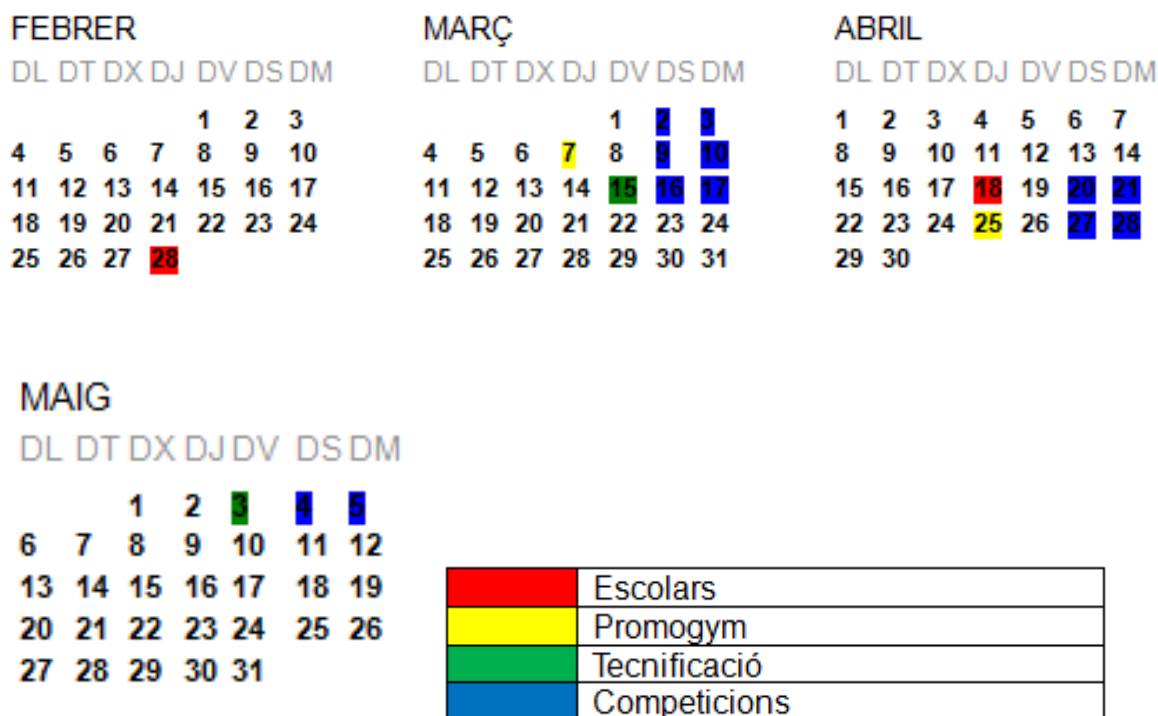 FEBRER
DL DT DX DJ DV DS DM
1 2 3
4 5 6 7 8 9 10
11 12 13 14 15 16 17
18 19 20 21 22 23 24
25 26 27 28
MARÇ
DL DT DX DJ DV DS DM
1 2 3
4 5 6 7 8 9 10
11 12 13 14 15 16 17
18 19 20 21 22 23 24
25 26 27 28 29 30 31
ABRIL
DL DT DX DJ DV DS DM
1 2 3 4 5 6 7
8 9 10 11 12 13 14
15 16 17 18 19 20 21
22 23 24 25 26 27 28
29 30
MAIG
DL DT DX DJ DV DS DM
1 2 3 4 5
6 7 8 9 10 11 12
13 14 15 16 17 18 19
20 21 22 23 24 25 26
27 28 29 30 31
Escolars
Promogym
Tecnificació
Competicions